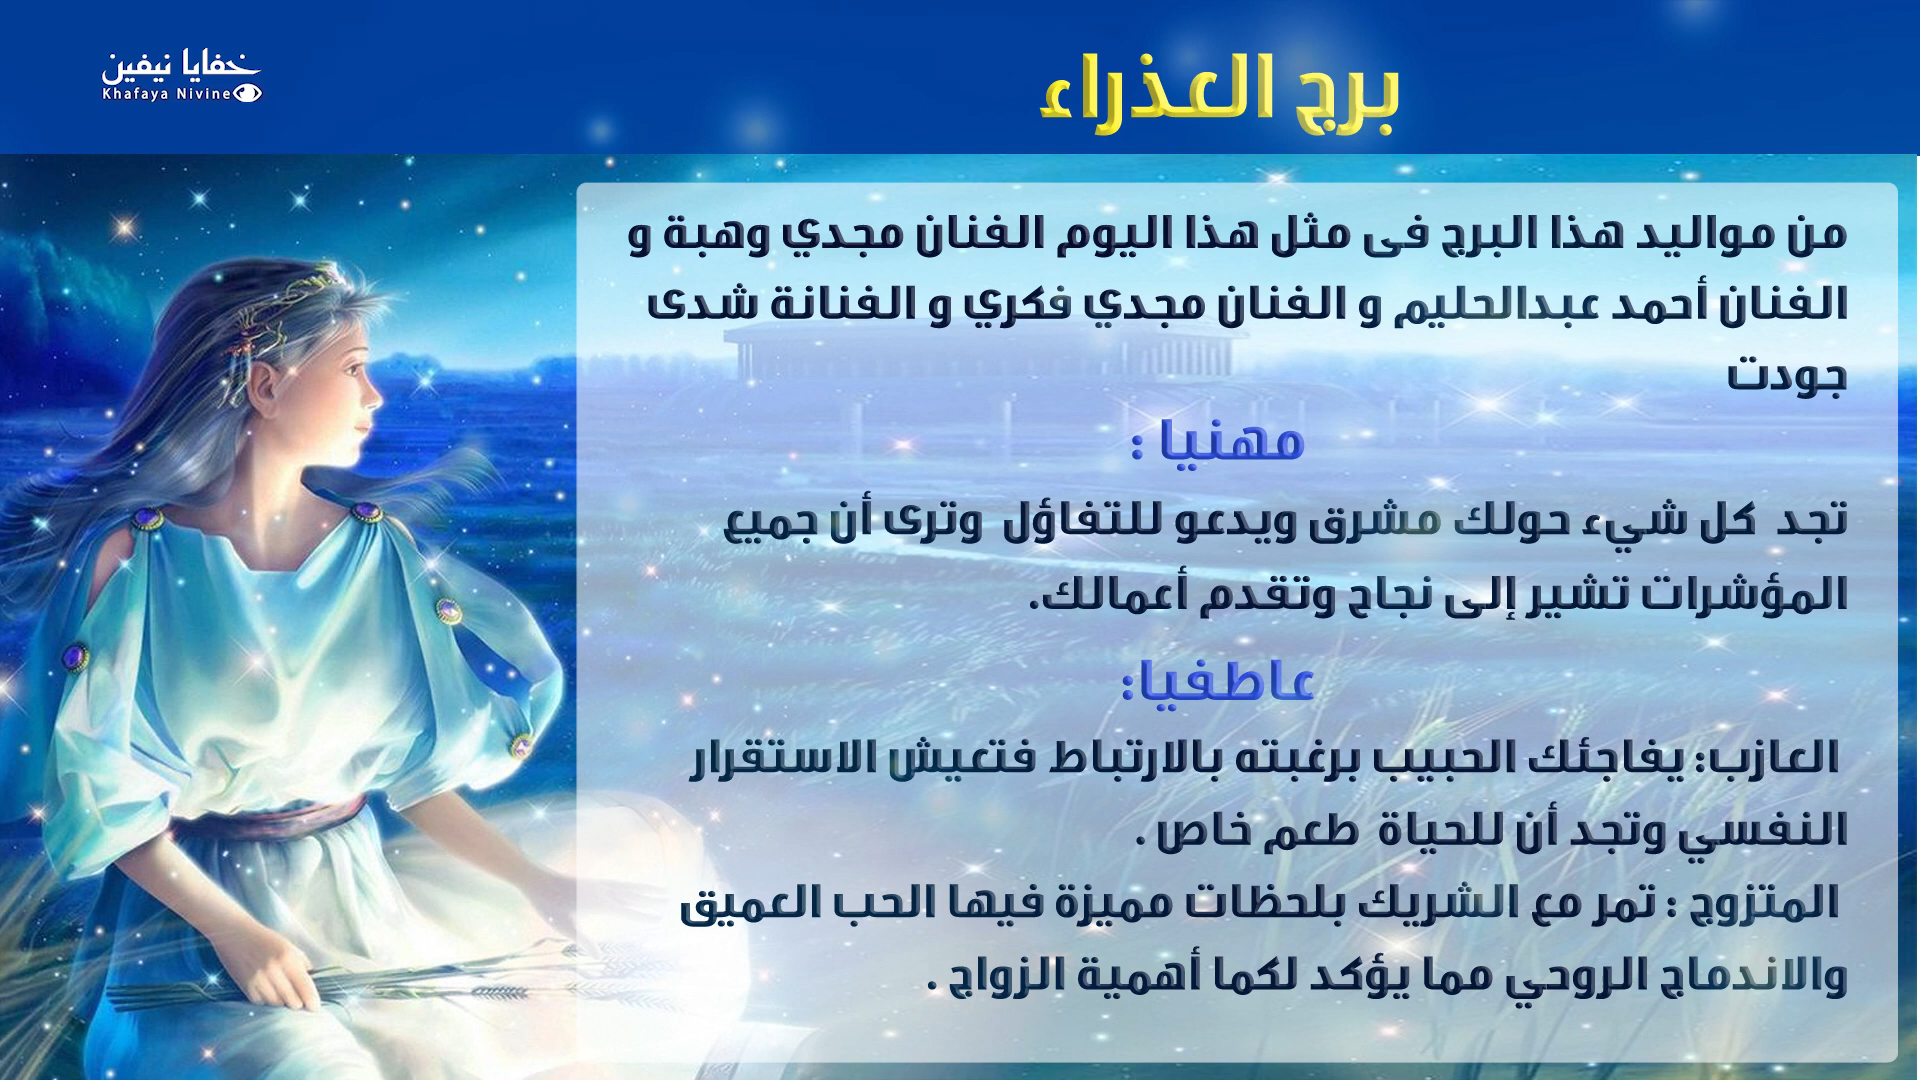 خفايا نيفين
Khafaya Nivine
برج العذراء
من مواليد هذا البرج فى مثل هذا اليوم الفنان مجدي وهبة و
الفنان أحمد عبدالحليم و الفنان مجدي فكري و الفنانة شدى
جودت
مهنيا :
تجد كل شيء حولك مشرق ويدعو للتفاؤل وترى أن جميع
المؤشرات تشير إلى نجاح وتقدم أعمالك.
عاطفيا:
العازب: يفاجئك الحبيب برغبته بالارتباط فتعيش الاستقرار
النفسي وتجد أن للحياة طعم خاص .
المتزوج : تمر مع الشريك بلحظات مميزة فيها الحب العميق
والاندماج الروحي مما يؤكد لكما أهمية الزواج .